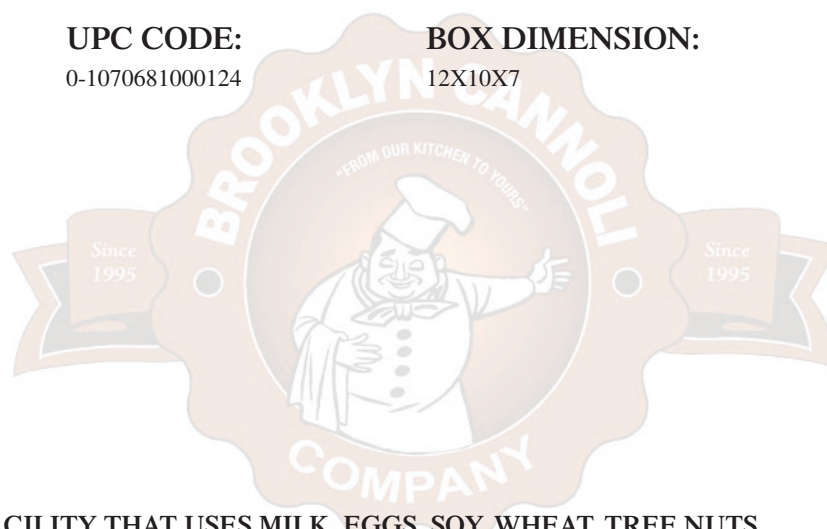 UPC CODE: BOX DIMENSION:
0-1070681000124 12X10X7
BROOKLYN CANNOLI
"FROM OUR KITCHEN TO YOURS"
Since Since
1995 1995
COMPANY
CILITY THAT USES MILK, EGGS, SOY, WHEAT, TREE NUTS